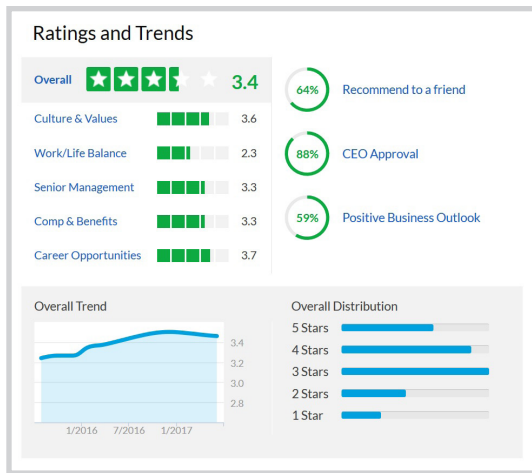 Ratings and Trends
Overall 3.4
Culture & Values 3.6
Work/Life Balance 2.3
Senior Management 3.3
Comp & Benefits 3.3
Career Opportunities 3.7
64% Recommend to a friend
88% CEO Approval
59% Positive Business Outlook
Overall Trend
3.4
3.2
3.0
2.8
1/2016 7/2016 1/2017
Overall Distribution
5 Stars
4 Stars
3 Stars
2 Stars
1 Star